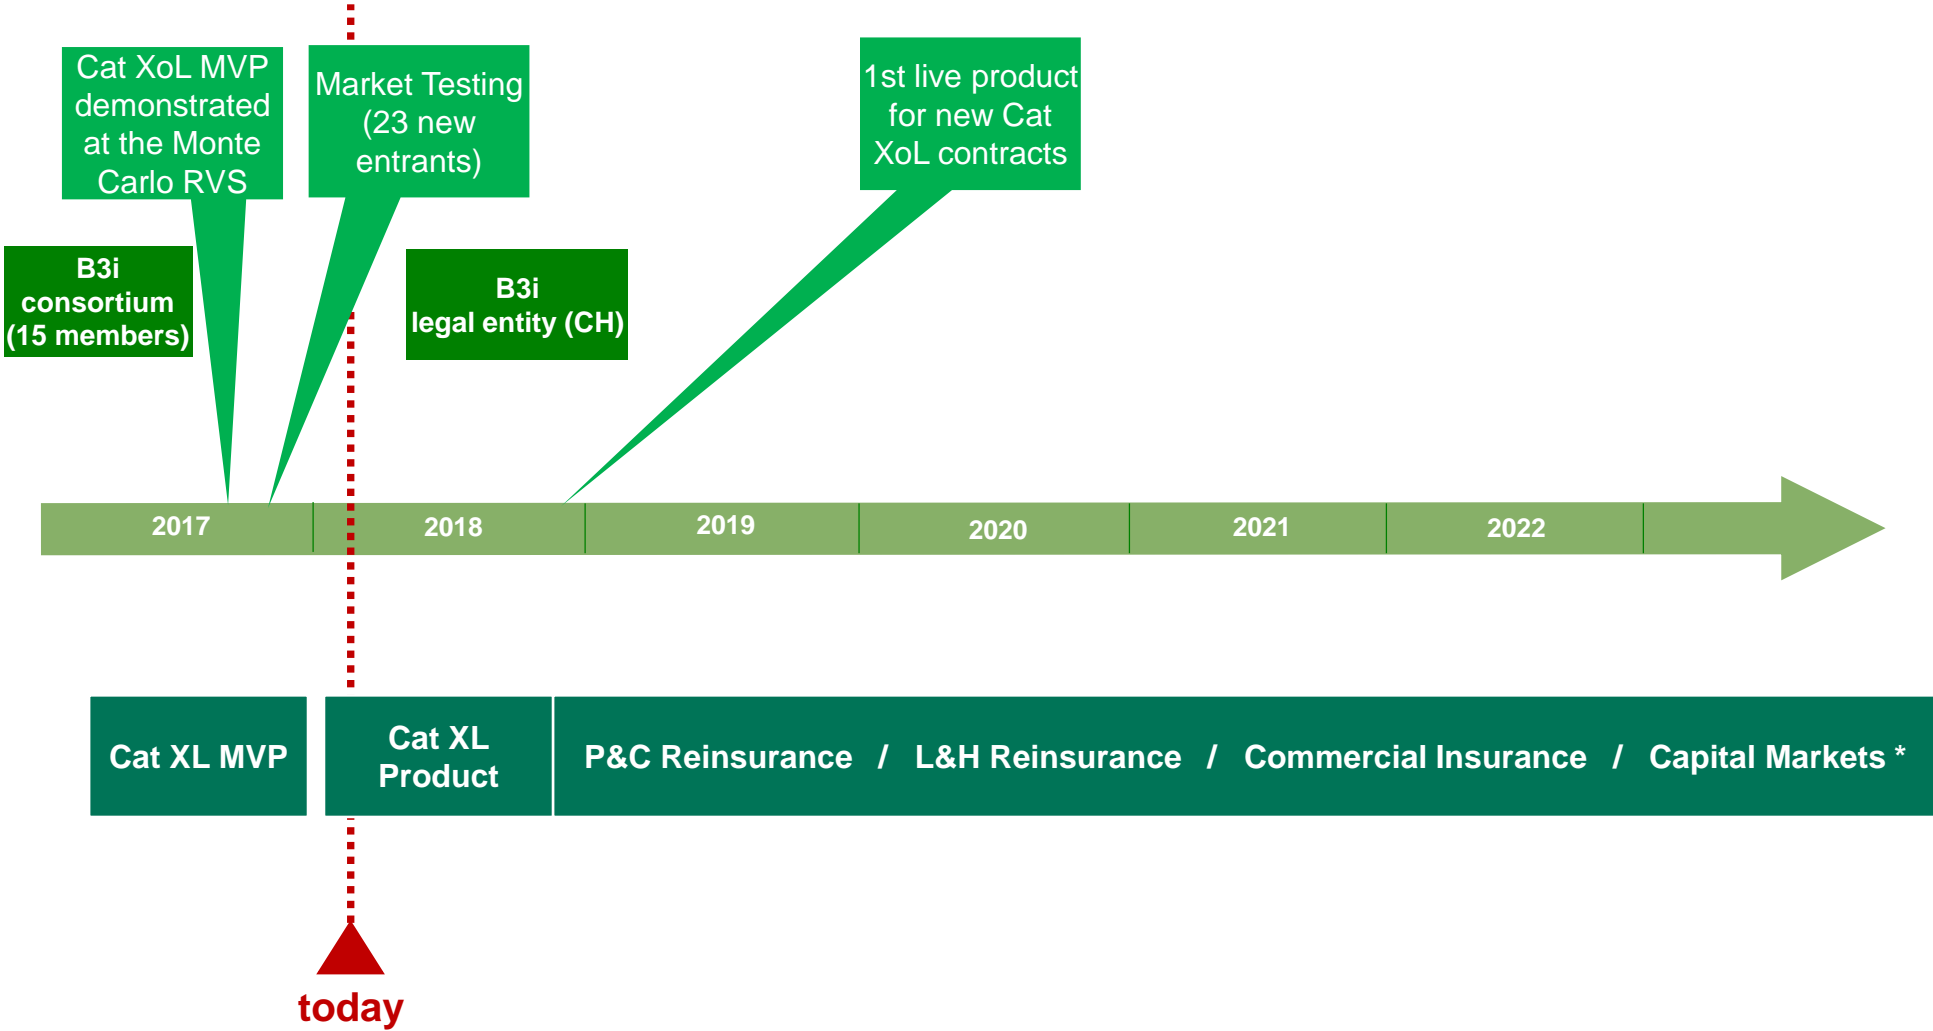 Cat XoL MVP
demonstrated
at the Monte
Carlo RVS
Market Testing
(23 new
entrants)
1st live product
for new Cat
XoL contracts
B3i
consortium
(15 members)
B3i
legal entity (CH)
2017 2018 2019 2020 2021 2022
Cat XL MVP
Cat XL
Product
P&C Reinsurance / L&H Reinsurance / Commercial Insurance / Capital Markets *
today